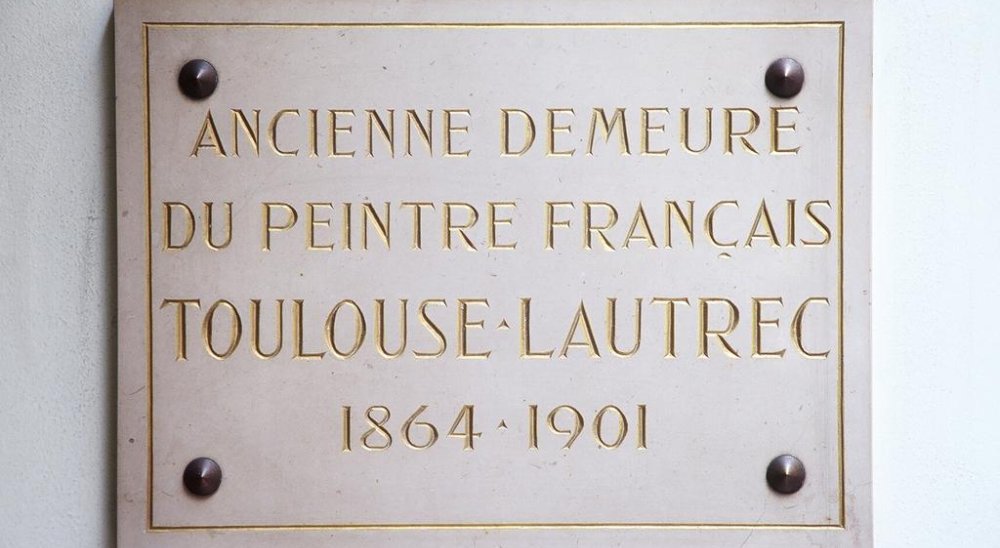 ANCIENNE DEMEURE
DU PEINTRE FRANÇAIS
TOULOUSE·LAUTREC
1864·1901